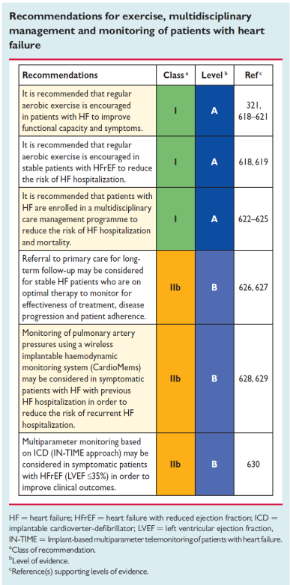 Recommendations for exercise, multidisciplinary
management and monitoring of patients with heart
failure
Recommendations Class a Level b Ref c
It is recommended that regular
aerobic exercise is encouraged
in patients with HF to improve
functional capacity and symptoms.
I A 321,
618–621
It is recommended that regular
aerobic exercise is encouraged in
stable patients with HFrEF to reduce
the risk of HF hospitalization.
I A 618, 619
It is recommended that patients with
HF are enrolled in a multidisciplinary
care management programme to
reduce the risk of HF hospitalization
and mortality.
I A 622–625
Referral to primary care for long-
term follow-up may be considered
for stable HF patients who are on
optimal therapy to monitor for
effectiveness of treatment, disease
progression and patient adherence.
IIb B 626, 627
Monitoring of pulmonary artery
pressures using a wireless
implantable haemodynamic
monitoring system (CardioMems)
may be considered in symptomatic
patients with HF with previous
HF hospitalization in order to
reduce the risk of recurrent HF
hospitalization.
IIb B 628, 629
Multiparameter monitoring based
on ICD (IN-TIME approach) may
be considered in symptomatic patients
with HFrEF (LVEF ≤35%) in order to
improve clinical outcomes.
IIb B 630
HF = heart failure; HFrEF = heart failure with reduced ejection fraction; ICD =
implantable cardioverter-defibrillator; LVEF = left ventricular ejection fraction,
IN-TIME = Implant-based multiparameter telemonitoring of patients with heart failure.
aClass of recommendation.
bLevel of evidence.
cReference(s) supporting levels of evidence.